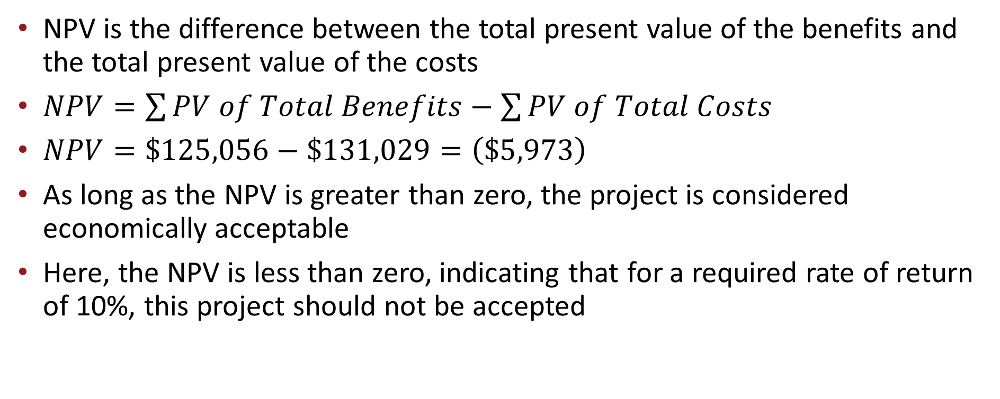 • NPV is the difference between the total present value of the benefits and
the total present value of the costs
• NPV = ∑ PV of Total Benefits − ∑ PV of Total Costs
• NPV = $125,056 − $131,029 = ($5,973)
• As long as the NPV is greater than zero, the project is considered
economically acceptable
• Here, the NPV is less than zero, indicating that for a required rate of return
of 10%, this project should not be accepted